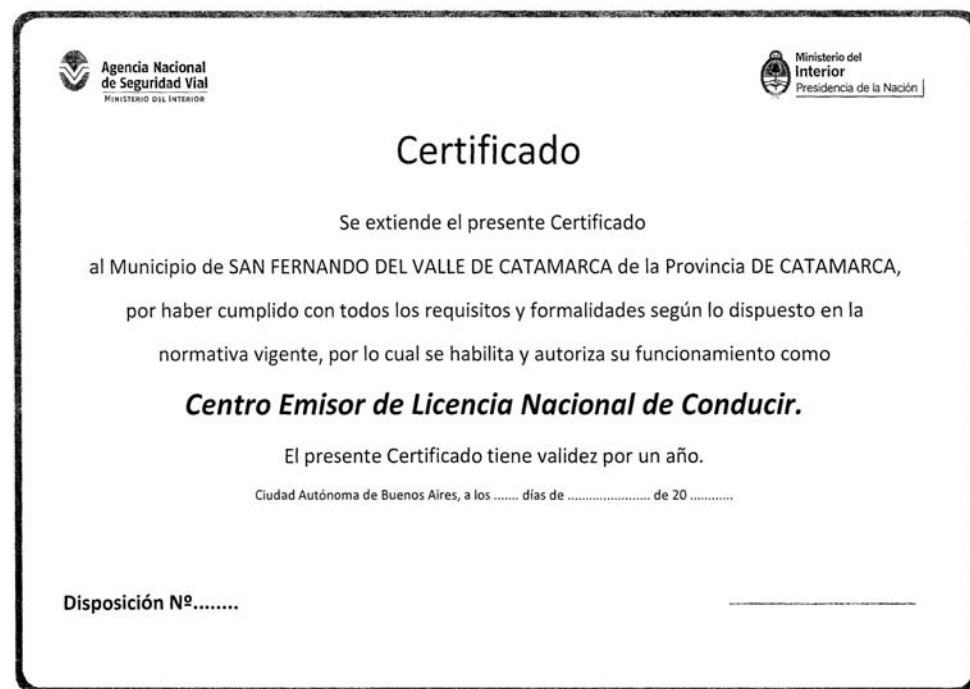 Agencia Nacional
de Seguridad Vial
MINISTERIO DEL INTERIOR
Ministerio del
Interior
Presidencia de la Nación
Certificado
Se extiende el presente Certificado
al Municipio de SAN FERNANDO DEL VALLE DE CATAMARCA de la Provincia DE CATAMARCA,
por haber cumplido con todos los requisitos y formalidades según lo dispuesto en la
normativa vigente, por lo cual se habilita y autoriza su funcionamiento como
Centro Emisor de Licencia Nacional de Conducir.
El presente Certificado tiene validez por un año.
Ciudad Autónoma de Buenos Aires, a los ....... días de ....................... de 20 ............
Disposición Nº........